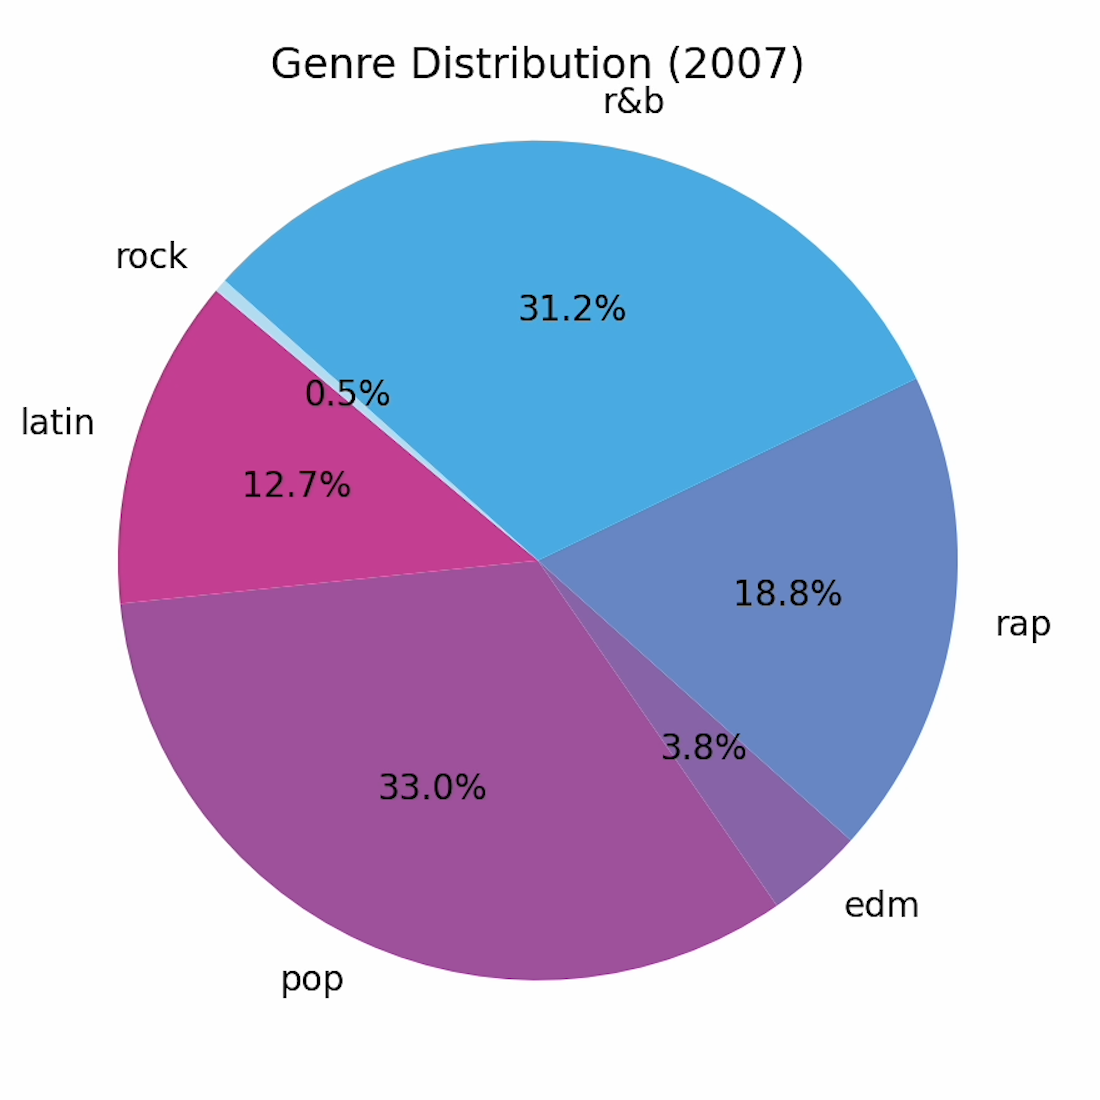 Genre Distribution (2007)
r&b
rock
31.2%
0.5%
latin
12.7%
18.8%
rap
3.8%
33.0%
edm
pop